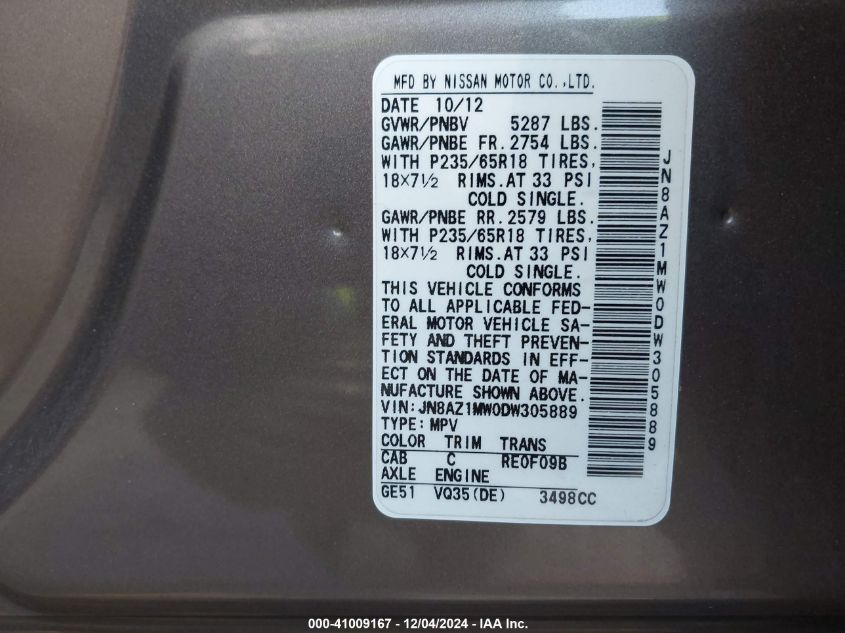 MFD BY NISSAN MOTOR CO.,LTD.
DATE 10/12
GVWR/PNBV 5287 LBS.
GAWR/PNBE FR. 2754 LBS.
WITH P235/65R18 TIRES,
18×7½ RIMS.AT 33 PSI
COLD SINGLE.
GAWR/PNBE RR. 2579 LBS.
WITH P235/65R18 TIRES,
18×7½ RIMS.AT 33 PSI
COLD SINGLE.
THIS VEHICLE CONFORMS
TO ALL APPLICABLE FED-
ERAL MOTOR VEHICLE SA-
FETY AND THEFT PREVEN-
TION STANDARDS IN EFF-
ECT ON THE DATE OF MA-
NUFACTURE SHOWN ABOVE.
VIN:JN8AZ1MW0DW305889
TYPE:MPV
COLOR TRIM TRANS
CAB C RE0F09B
AXLE ENGINE
GE51 VQ35(DE) 3498CC
JN8AZ1MW0DW305889
000-41009167 - 12/04/2024 - IAA Inc.